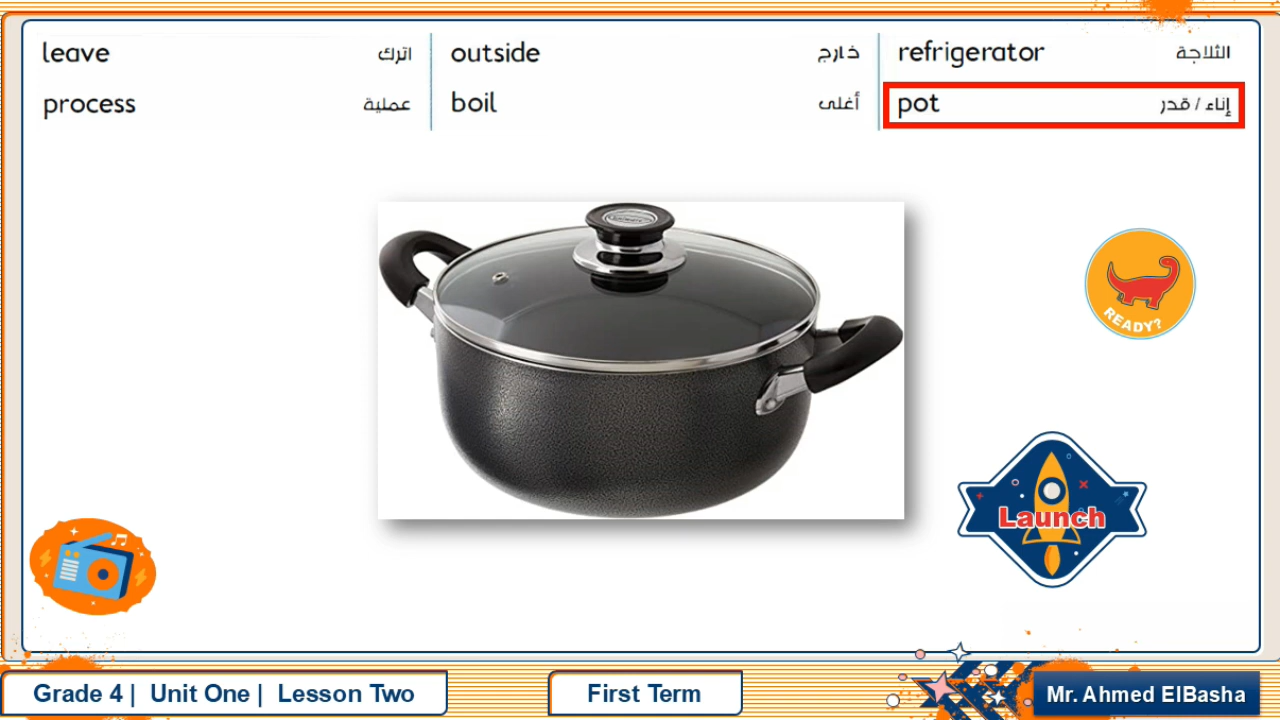 leave اترك
outside خارج
refrigerator الثلاجة
process عملية
boil أغلى
pot إناء / قدر
READY?
Launch
Grade 4 | Unit One | Lesson Two
First Term
Mr. Ahmed ElBasha